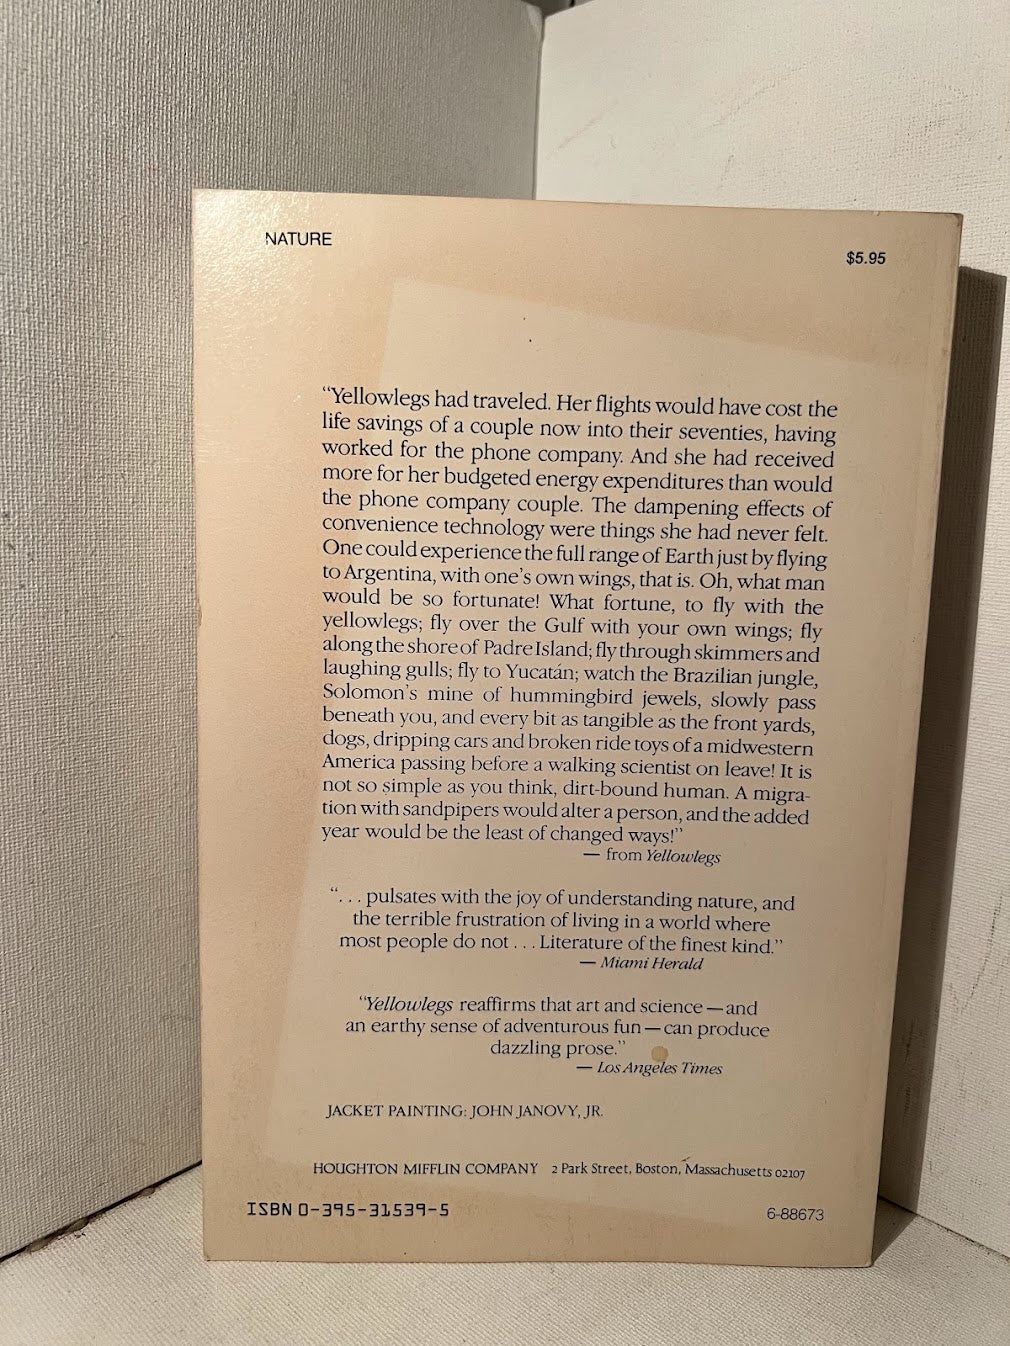 NATURE
$5.95
“Yellowlegs had traveled. Her flights would have cost the
life savings of a couple now into their seventies, having
worked for the phone company. And she had received
more for her budgeted energy expenditures than would
the phone company couple. The dampening effects of
convenience technology were things she had never felt.
One could experience the full range of Earth just by flying
to Argentina, with one’s own wings, that is. Oh, what man
would be so fortunate! What fortune, to fly with the
yellowlegs; fly over the Gulf with your own wings; fly
along the shore of Padre Island; fly through skimmers and
laughing gulls; fly to Yucatán; watch the Brazilian jungle,
Solomon’s mine of hummingbird jewels, slowly pass
beneath you, and every bit as tangible as the front yards,
dogs, dripping cars and broken ride toys of a midwestern
America passing before a walking scientist on leave! It is
not so simple as you think, dirt-bound human. A migra-
tion with sandpipers would alter a person, and the added
year would be the least of changed ways!”
— from Yellowlegs
“. . . pulsates with the joy of understanding nature, and
the terrible frustration of living in a world where
most people do not . . . Literature of the finest kind.”
— Miami Herald
“Yellowlegs reaffirms that art and science — and
an earthy sense of adventurous fun — can produce
dazzling prose.”
— Los Angeles Times
JACKET PAINTING: JOHN JANOVY, JR.
HOUGHTON MIFFLIN COMPANY 2 Park Street, Boston, Massachusetts 02107
ISBN 0-395-31539-5
6-88673